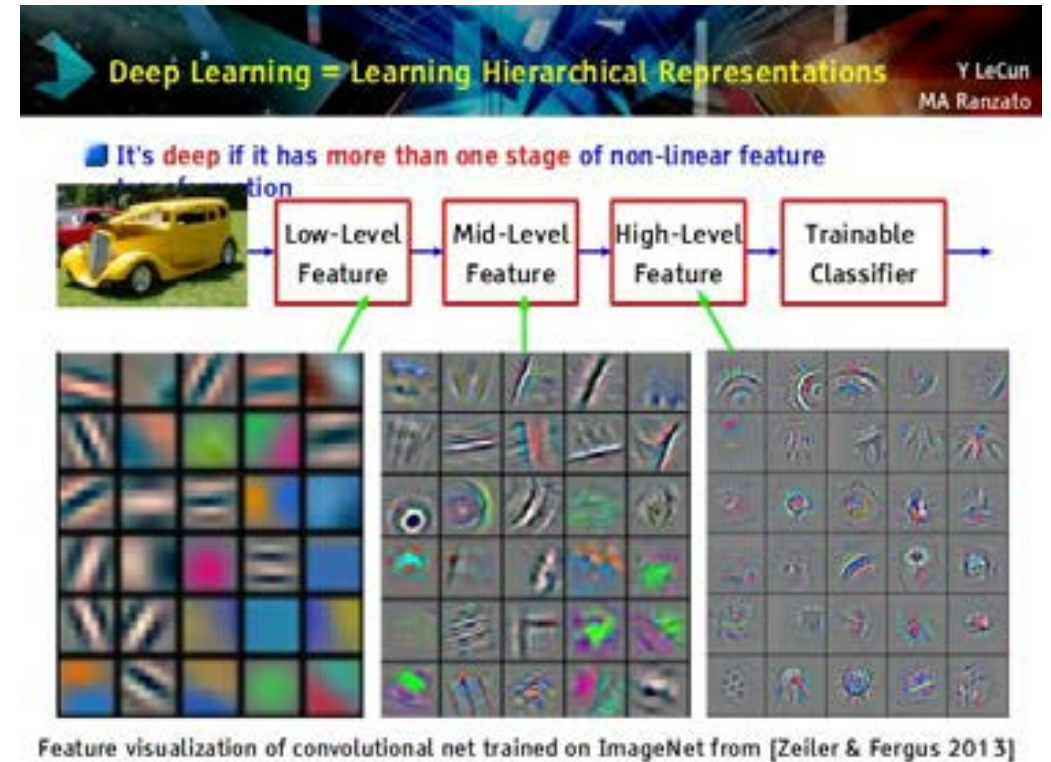 Deep Learning = Learning Hierarchical Representations
Y LeCun
MA Ranzato
It's deep if it has more than one stage of non-linear feature
Low-Level
Feature
Mid-Level
Feature
High-Level
Feature
Trainable
Classifier
Feature visualization of convolutional net trained on ImageNet from [Zeiler & Fergus 2013]